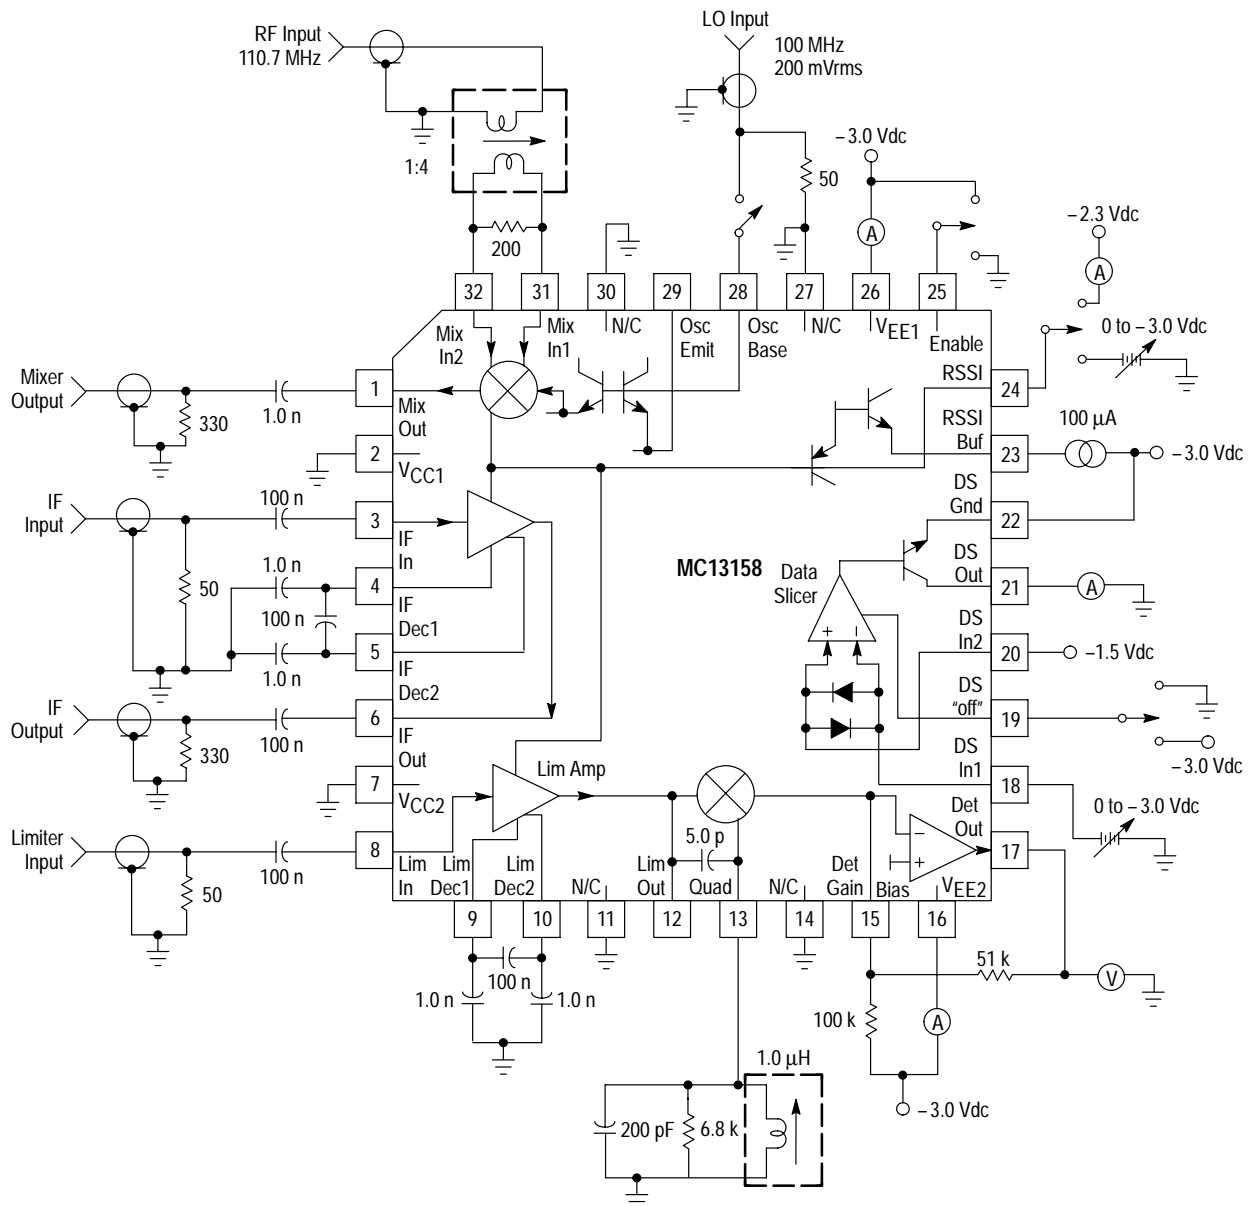 RF Input
110.7 MHz
LO Input
100 MHz
200 mVrms
–3.0 Vdc
1:4
50
–2.3 Vdc
200
A
A
0 to –3.0 Vdc
32
31
30
29
28
27
26
25
Mix
In2
Mix
In1
N/C
Osc
Emit
Osc
Base
N/C
VEE1
Enable
Mixer
Output
1.0 n
330
1
Mix
Out
RSSI
24
2
VCC1
RSSI
Buf
23
100 µA
–3.0 Vdc
IF
Input
100 n
3
IF
In
DS
Gnd
22
50
1.0 n
100 n
1.0 n
4
IF
Dec1
MC13158
Data
Slicer
+
–
DS
Out
21
A
5
IF
Dec2
DS
In2
20
–1.5 Vdc
IF
Output
330
100 n
6
IF
Out
DS
“off”
19
–3.0 Vdc
7
VCC2
Lim Amp
DS
In1
18
0 to –3.0 Vdc
Limiter
Input
50
100 n
8
Lim
In
Lim
Dec1
Lim
Dec2
N/C
Lim
Out
5.0 p
Quad
N/C
Det
Gain
Bias
–
+
VEE2
Det
Out
17
9
10
11
12
13
14
15
16
100 n
1.0 n
1.0 n
51 k
V
100 k
A
–3.0 Vdc
1.0 µH
200 pF
6.8 k